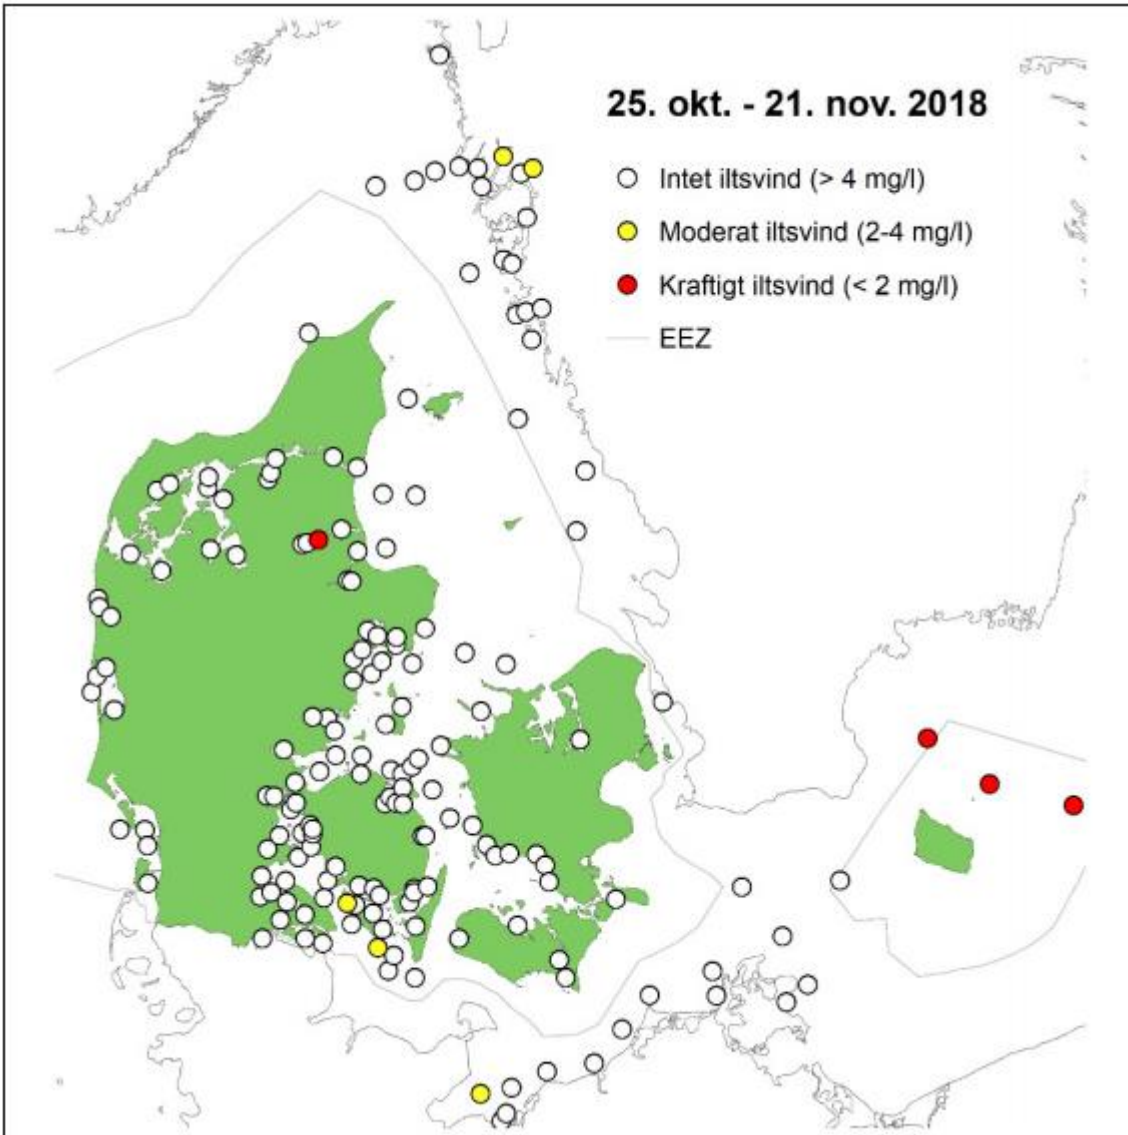 25. okt. - 21. nov. 2018
Intet iltsvind (> 4 mg/l)
Moderat iltsvind (2-4 mg/l)
Kraftigt iltsvind (< 2 mg/l)
EEZ